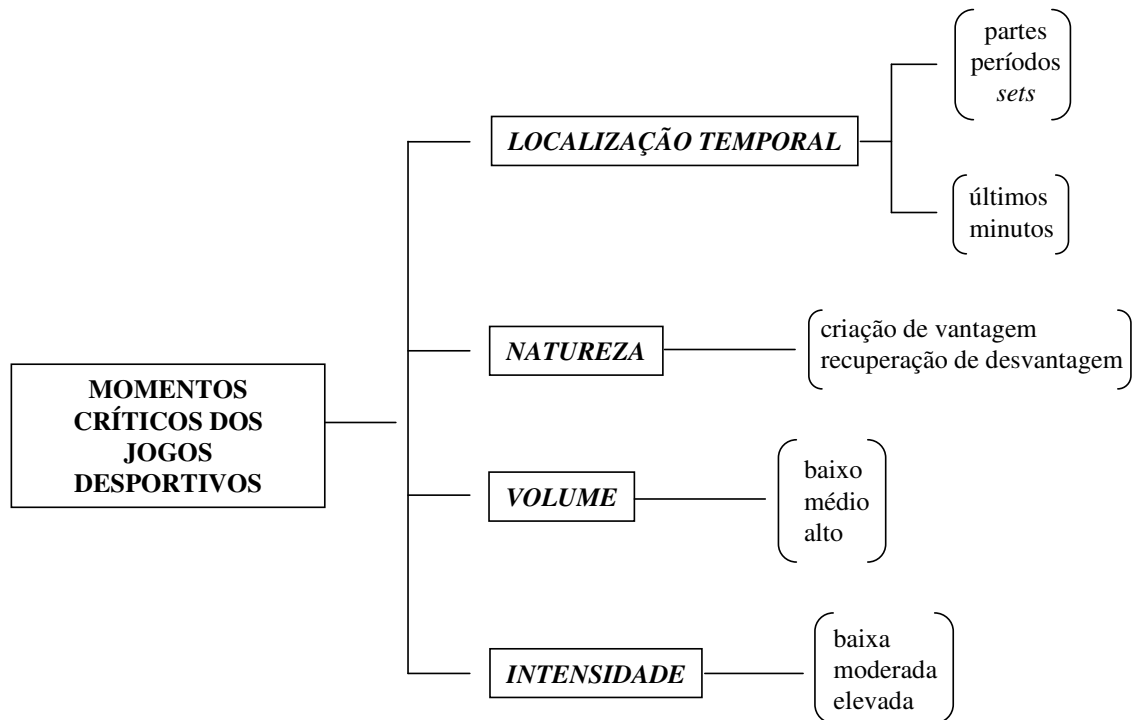 partes
períodos
sets
LOCALIZAÇÃO TEMPORAL
últimos
minutos
NATUREZA
criação de vantagem
recuperação de desvantagem
MOMENTOS
CRÍTICOS DOS
JOGOS
DESPORTIVOS
VOLUME
baixo
médio
alto
INTENSIDADE
baixa
moderada
elevada